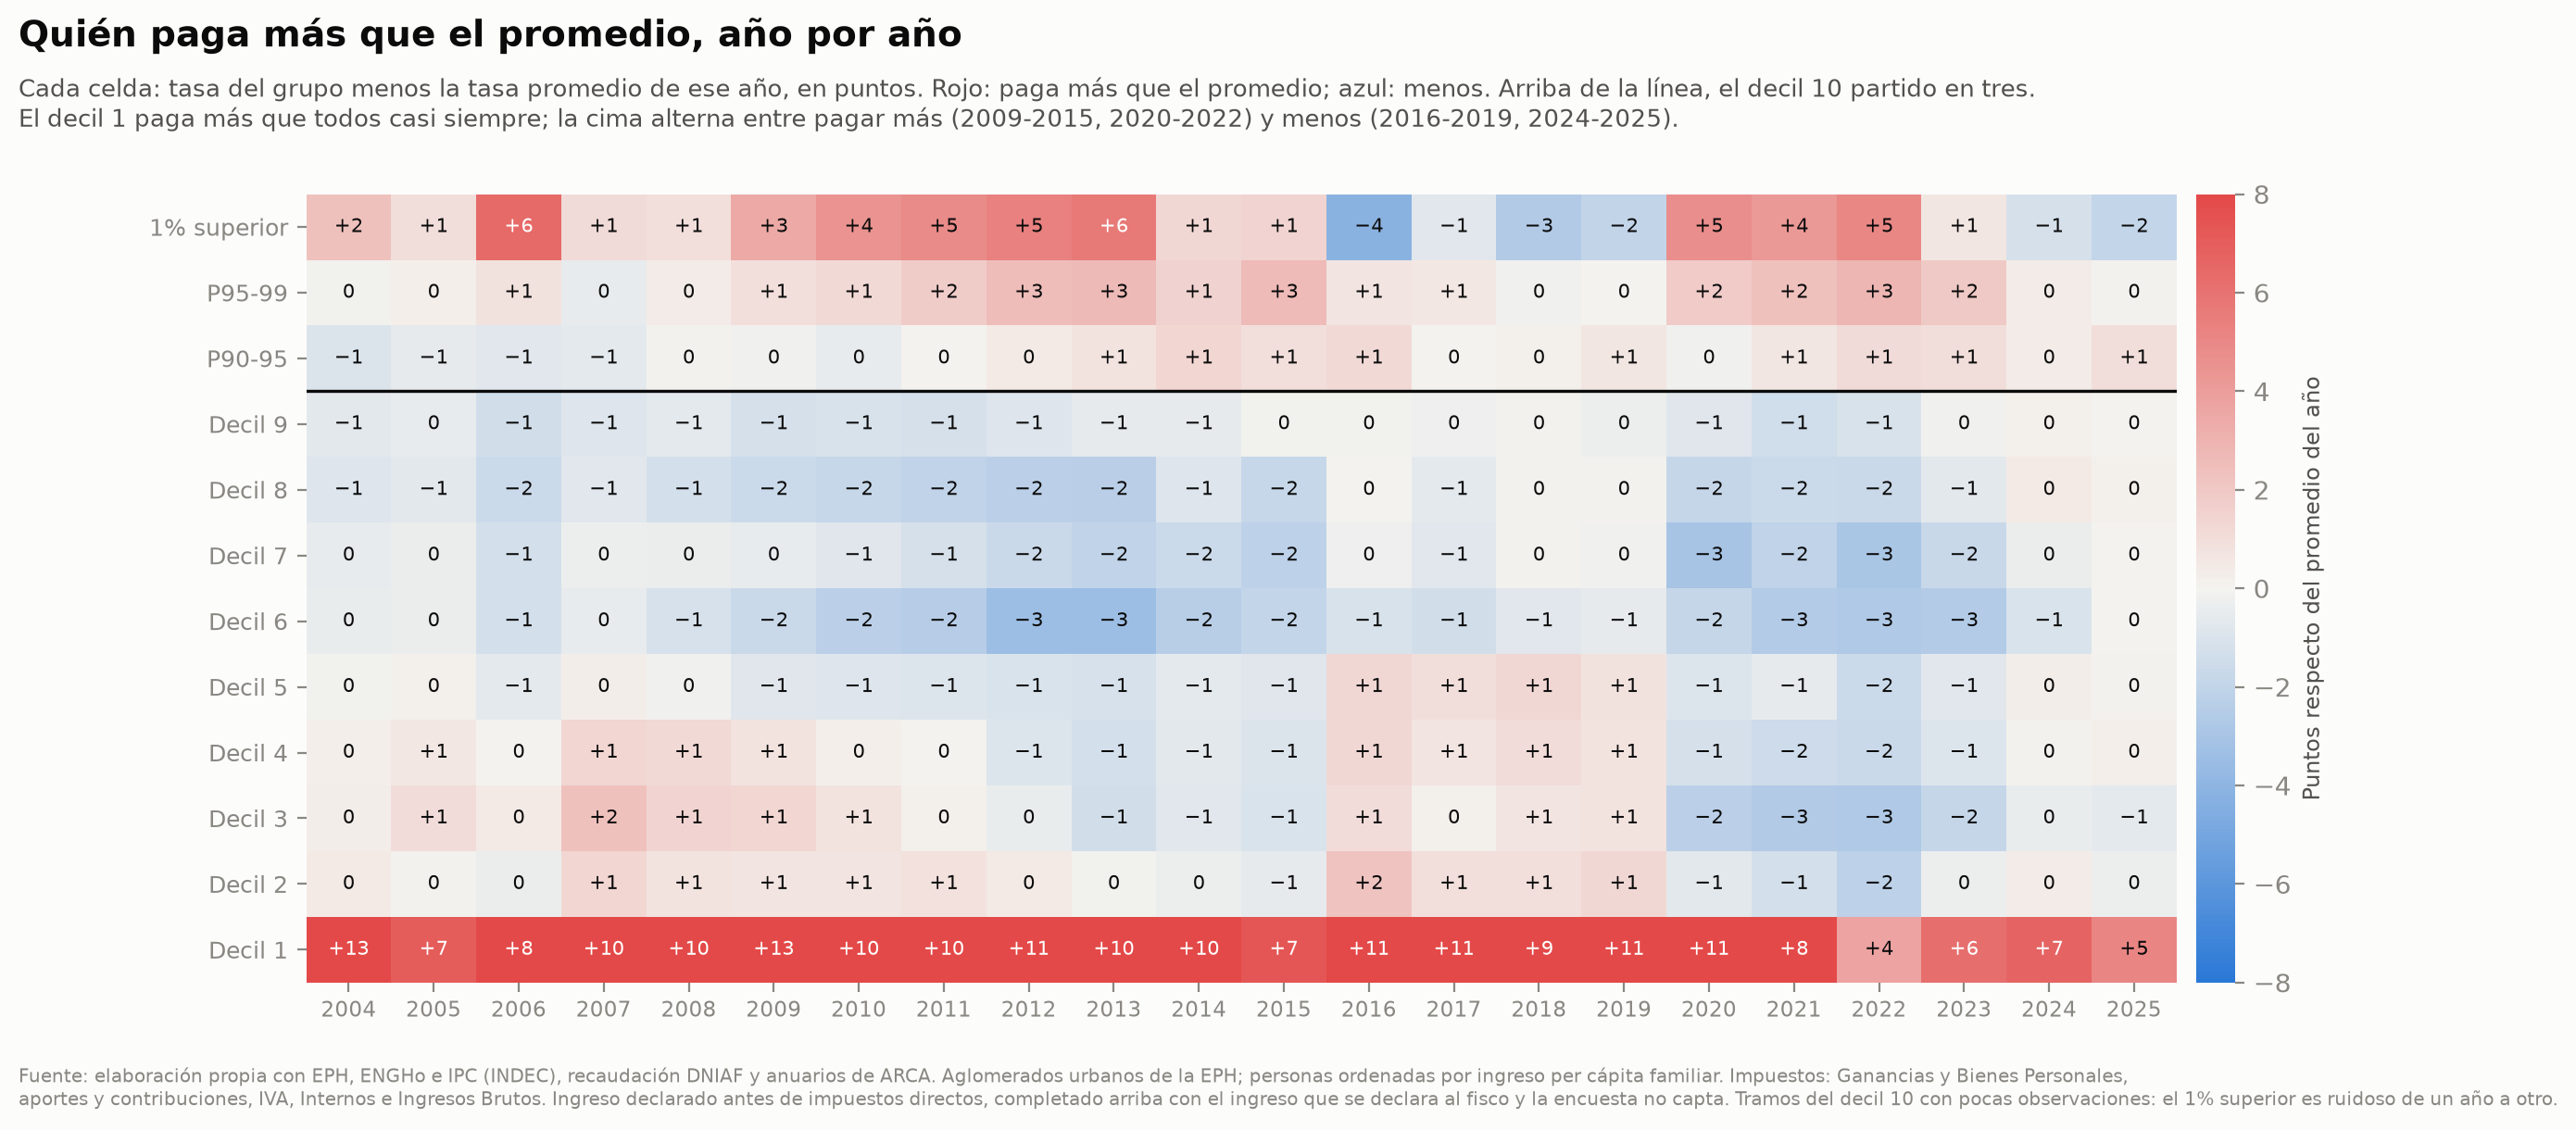 Quién paga más que el promedio, año por año
Cada celda: tasa del grupo menos la tasa promedio de ese año, en puntos. Rojo: paga más que el promedio; azul: menos. Arriba de la línea, el decil 10 partido en tres.
El decil 1 paga más que todos casi siempre; la cima alterna entre pagar más (2009-2015, 2020-2022) y menos (2016-2019, 2024-2025).
1% superior +2 +1 +6 +1 +1 +3 +4 +5 +5 +6 +1 +1 −4 −1 −3 −2 +5 +4 +5 +1 −1 −2
P95-99 0 0 +1 0 0 +1 +1 +2 +3 +3 +1 +3 +1 +1 0 0 +2 +2 +3 +2 0 0
P90-95 −1 −1 −1 −1 0 0 0 0 0 +1 +1 +1 +1 0 0 +1 0 +1 +1 +1 0 +1
Decil 9 −1 0 −1 −1 −1 −1 −1 −1 −1 −1 −1 0 0 0 0 0 −1 −1 −1 0 0 0
Decil 8 −1 −1 −2 −1 −1 −2 −2 −2 −2 −2 −1 −2 0 −1 0 0 −2 −2 −2 −1 0 0
Decil 7 0 0 −1 0 0 0 −1 −1 −2 −2 −2 −2 0 −1 0 0 −3 −2 −3 −2 0 0
Decil 6 0 0 −1 0 −1 −2 −2 −2 −3 −3 −2 −2 −1 −1 −1 −1 −2 −3 −3 −3 −1 0
Decil 5 0 0 −1 0 0 −1 −1 −1 −1 −1 −1 −1 +1 +1 +1 +1 −1 −1 −2 −1 0 0
Decil 4 0 +1 0 +1 +1 +1 0 0 −1 −1 −1 −1 +1 +1 +1 +1 −1 −2 −2 −1 0 0
Decil 3 0 +1 0 +2 +1 +1 +1 0 0 −1 −1 −1 +1 0 +1 +1 −2 −3 −3 −2 0 −1
Decil 2 0 0 0 +1 +1 +1 +1 +1 0 0 0 −1 +2 +1 +1 +1 −1 −1 −2 0 0 0
Decil 1 +13 +7 +8 +10 +10 +13 +10 +10 +11 +10 +10 +7 +11 +11 +9 +11 +11 +8 +4 +6 +7 +5
2004 2005 2006 2007 2008 2009 2010 2011 2012 2013 2014 2015 2016 2017 2018 2019 2020 2021 2022 2023 2024 2025
8
6
4
2
0
−2
−4
−6
−8
Puntos respecto del promedio del año
Fuente: elaboración propia con EPH, ENGHo e IPC (INDEC), recaudación DNIAF y anuarios de ARCA. Aglomerados urbanos de la EPH; personas ordenadas por ingreso per cápita familiar. Impuestos: Ganancias y Bienes Personales,
aportes y contribuciones, IVA, Internos e Ingresos Brutos. Ingreso declarado antes de impuestos directos, completado arriba con el ingreso que se declara al fisco y la encuesta no capta. Tramos del decil 10 con pocas observaciones: el 1% superior es ruidoso de un año a otro.